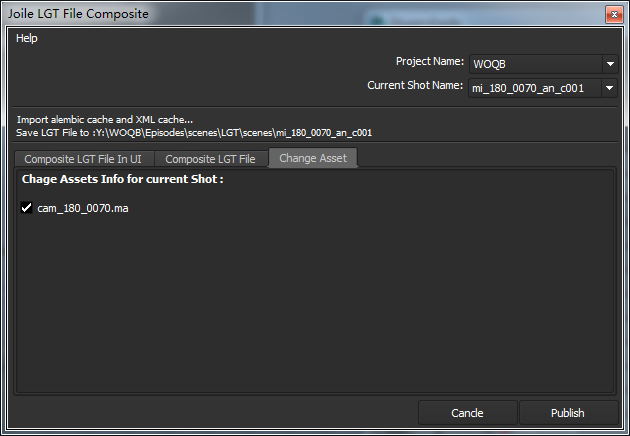 Joile LGT File Composite
Help
Project Name: WOQB
Current Shot Name: mi_180_0070_an_c001
Import alembic cache and XML cache...
Save LGT File to :Y:\WOQB\Episodes\scenes\LGT\scenes\mi_180_0070_an_c001
Composite LGT File In UI Composite LGT File Change Asset
Chage Assets Info for current Shot :
cam_180_0070.ma
Cancle Publish